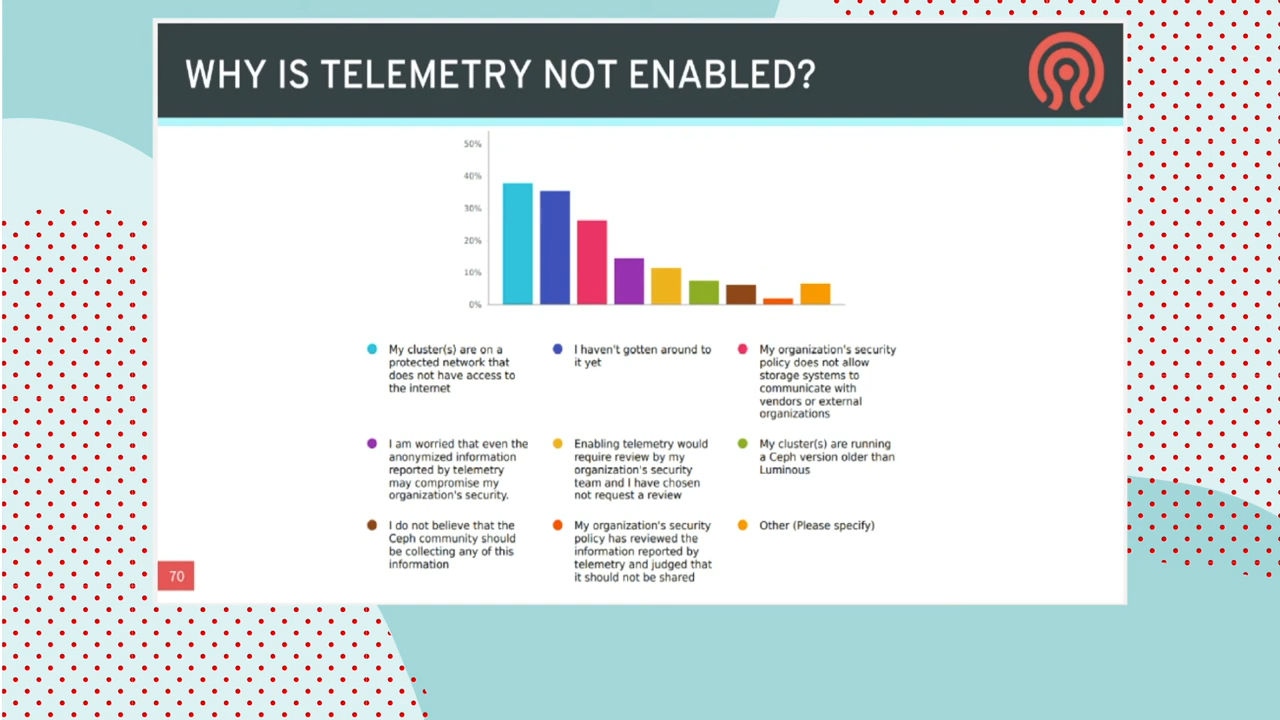 WHY IS TELEMETRY NOT ENABLED?
50%
40%
30%
20%
10%
0%
My cluster(s) are on a
protected network that
does not have access to
the internet
I haven't gotten around to
it yet
My organization's security
policy does not allow
storage systems to
communicate with
vendors or external
organizations
I am worried that even the
anonymized information
reported by telemetry
may compromise my
organization's security.
Enabling telemetry would
require review by my
organization's security
team and I have chosen
not request a review
My cluster(s) are running
a Ceph version older than
Luminous
I do not believe that the
Ceph community should
be collecting any of this
information
My organization's security
policy has reviewed the
information reported by
telemetry and judged that
it should not be shared
Other (Please specify)
70